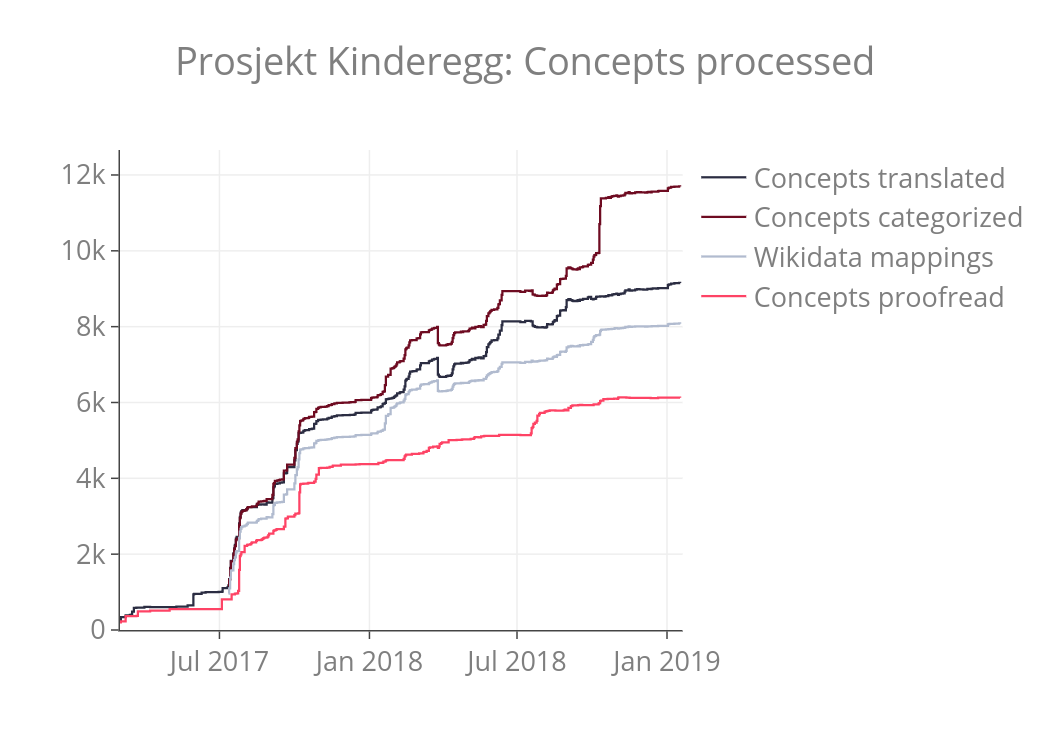 Prosjekt Kinderegg: Concepts processed
12k
10k
8k
6k
4k
2k
0
Jul 2017
Jan 2018
Jul 2018
Jan 2019
Concepts translated
Concepts categorized
Wikidata mappings
Concepts proofread